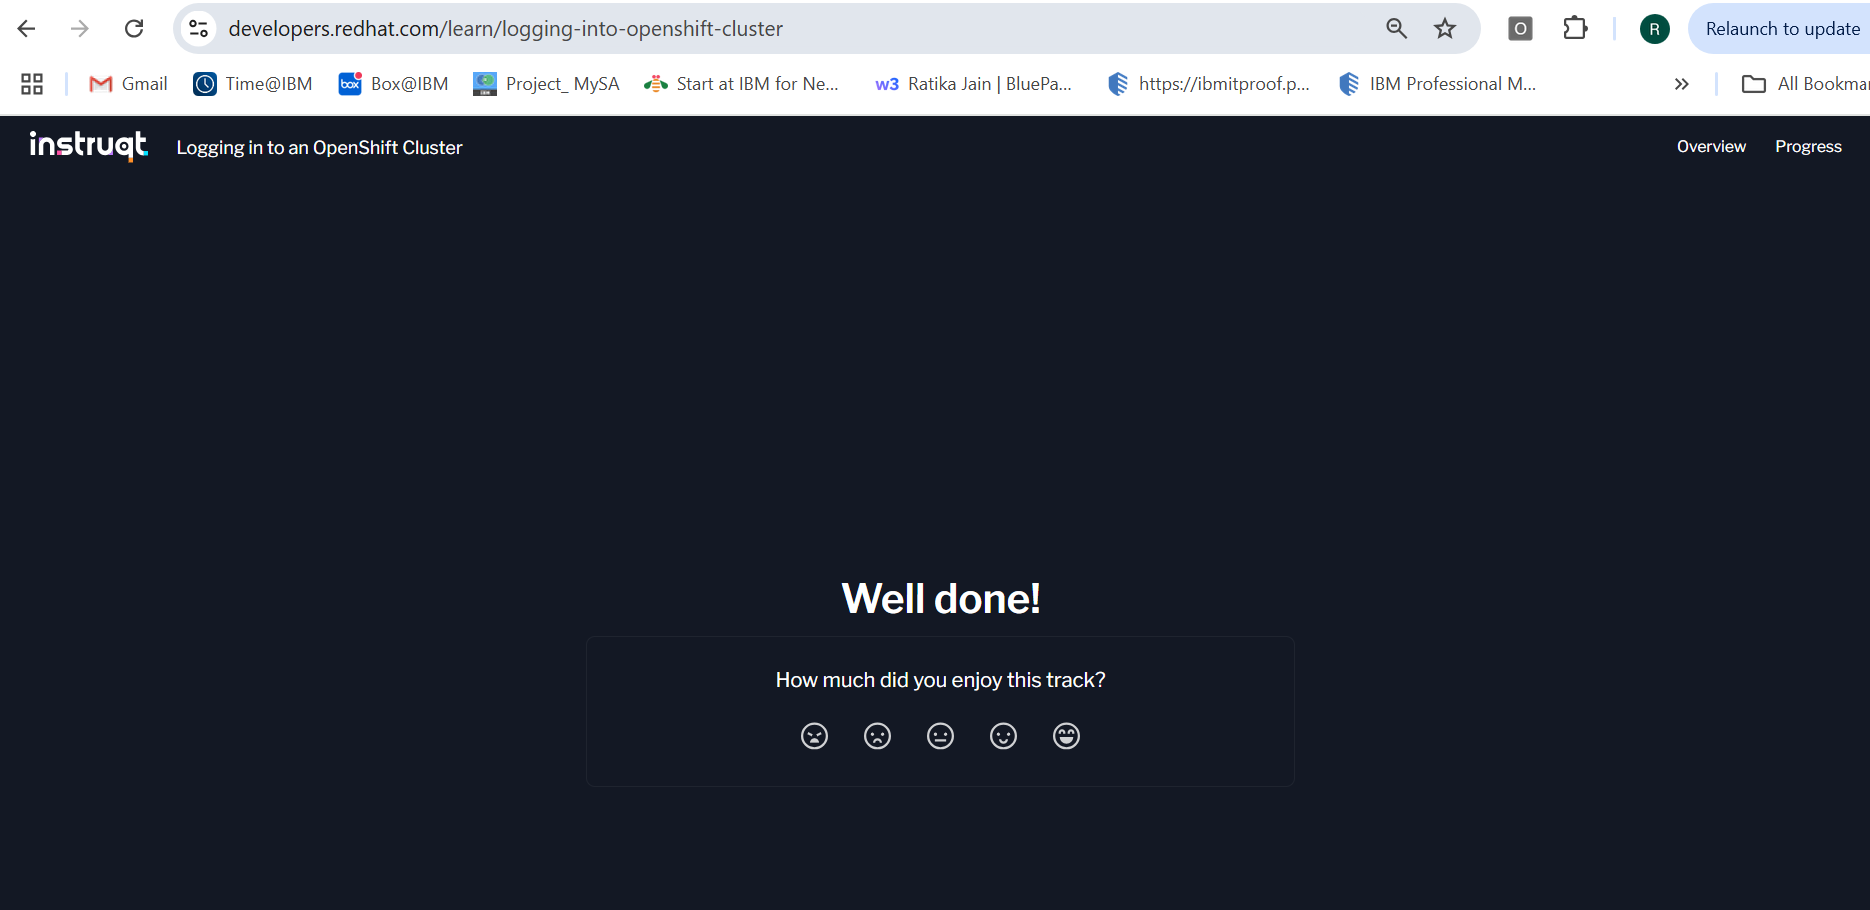 developers.redhat.com/learn/logging-into-openshift-cluster
O
R
Relaunch to update
Gmail
Time@IBM
box
Box@IBM
Project_ MySA
Start at IBM for Ne...
w3
Ratika Jain | BluePa...
https://ibmitproof.p...
IBM Professional M...
All Bookmar
instruqt
Logging in to an OpenShift Cluster
Overview
Progress
Well done!
How much did you enjoy this track?